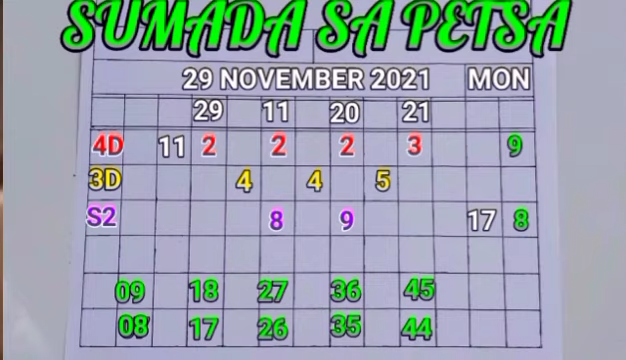 SUMADA SA PETSA
29 NOVEMBER 2021 MON
29 11 20 21
4D 11 2 2 2 3 9
3D 4 4 5
S2 8 9 17 8
09 18 27 36 45
08 17 26 35 44